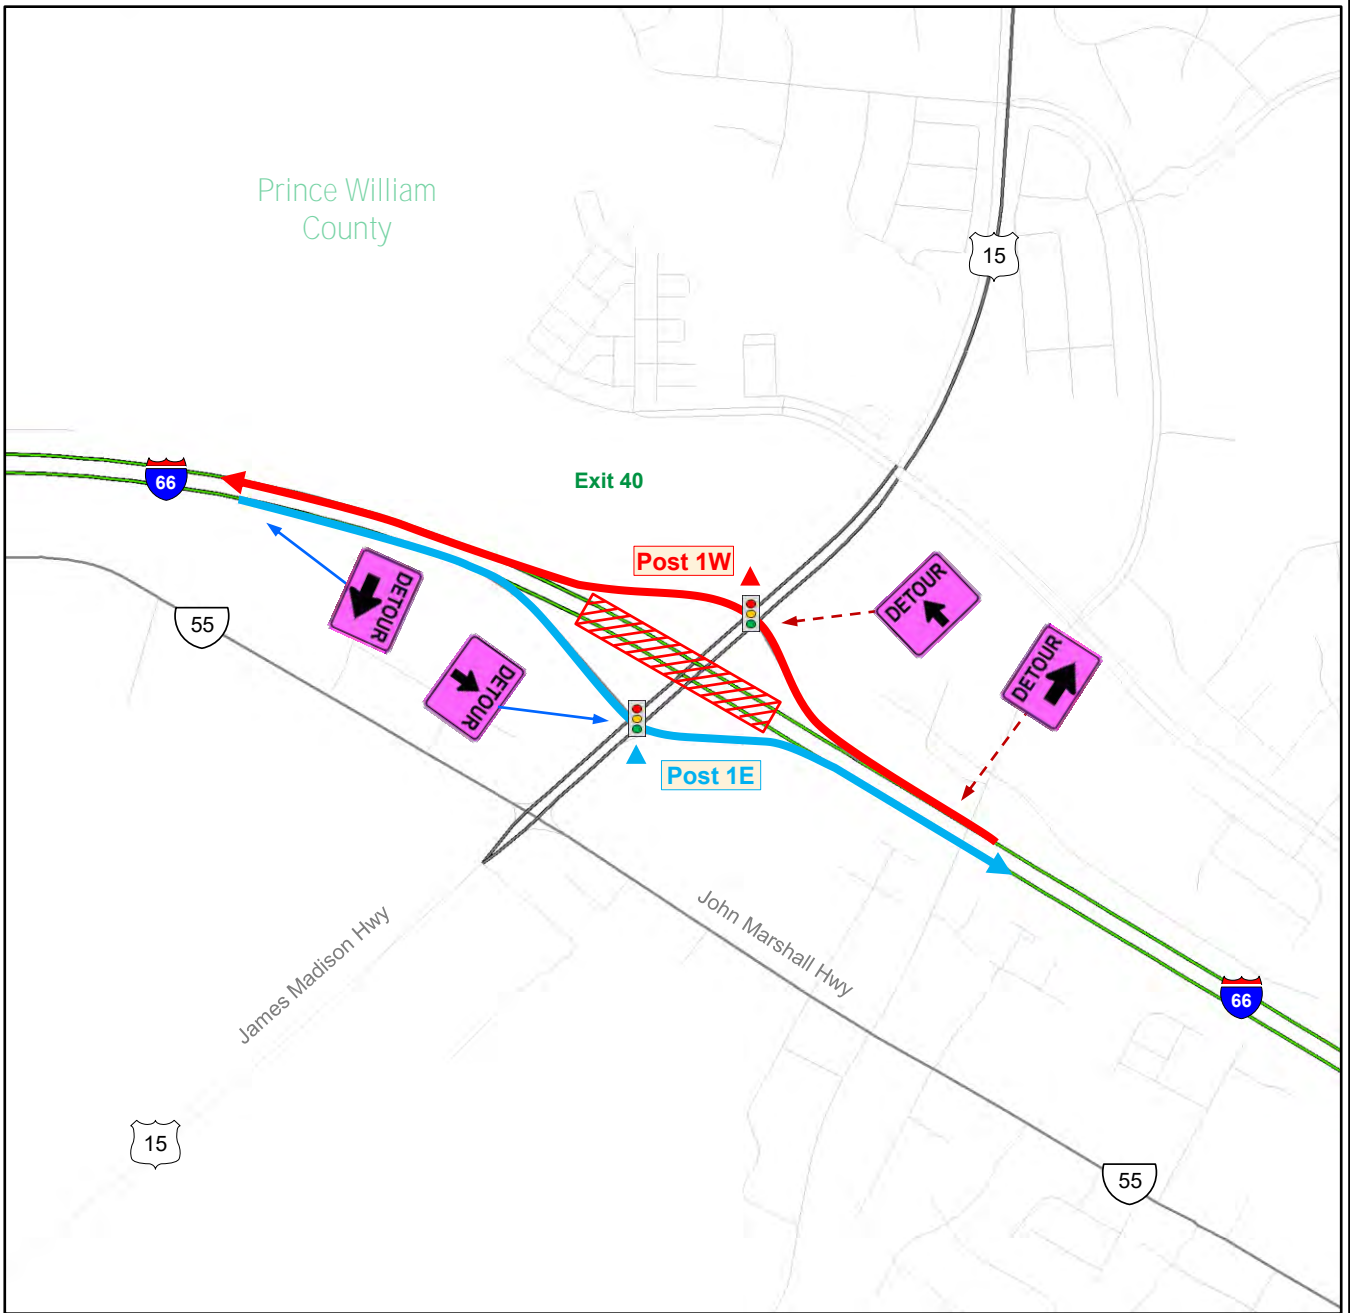 Prince William
County
15
66
Exit 40
Post 1W
DETOUR
DETOUR
55
DETOUR
DETOUR
Post 1E
John Marshall Hwy
James Madison Hwy
66
15
55